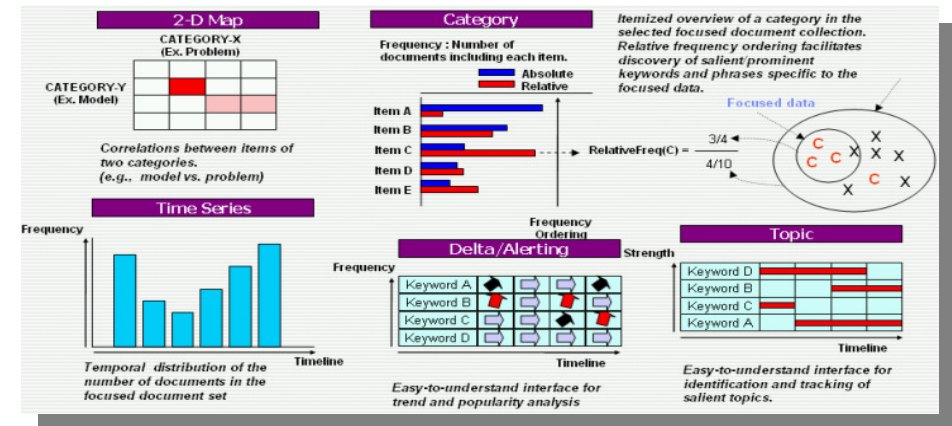 2-D Map
CATEGORY-X
(Ex. Problem)
CATEGORY-Y
(Ex. Model)
Correlations between items of
two categories.
(e.g., model vs. problem)
Category
Frequency : Number of
documents including each item.
Absolute
Relative
Item A
Item B
Item C
Item D
Item E
Frequency
Ordering
Itemized overview of a category in the
selected focused document collection.
Relative frequency ordering facilitates
discovery of salient/prominent
keywords and phrases specific to the
focused data.
Focused data
RelativeFreq(C) =
3/4
4/10
C
C
C
X
X
X
X
X
C
X
X
Time Series
Frequency
Timeline
Temporal distribution of the
number of documents in the
focused document set
Delta/Alerting
Frequency
Keyword A
Keyword B
Keyword C
Keyword D
Timeline
Easy-to-understand interface for
trend and popularity analysis
Topic
Strength
Keyword D
Keyword B
Keyword C
Keyword A
Timeline
Easy-to-understand interface for
identification and tracking of
salient topics.